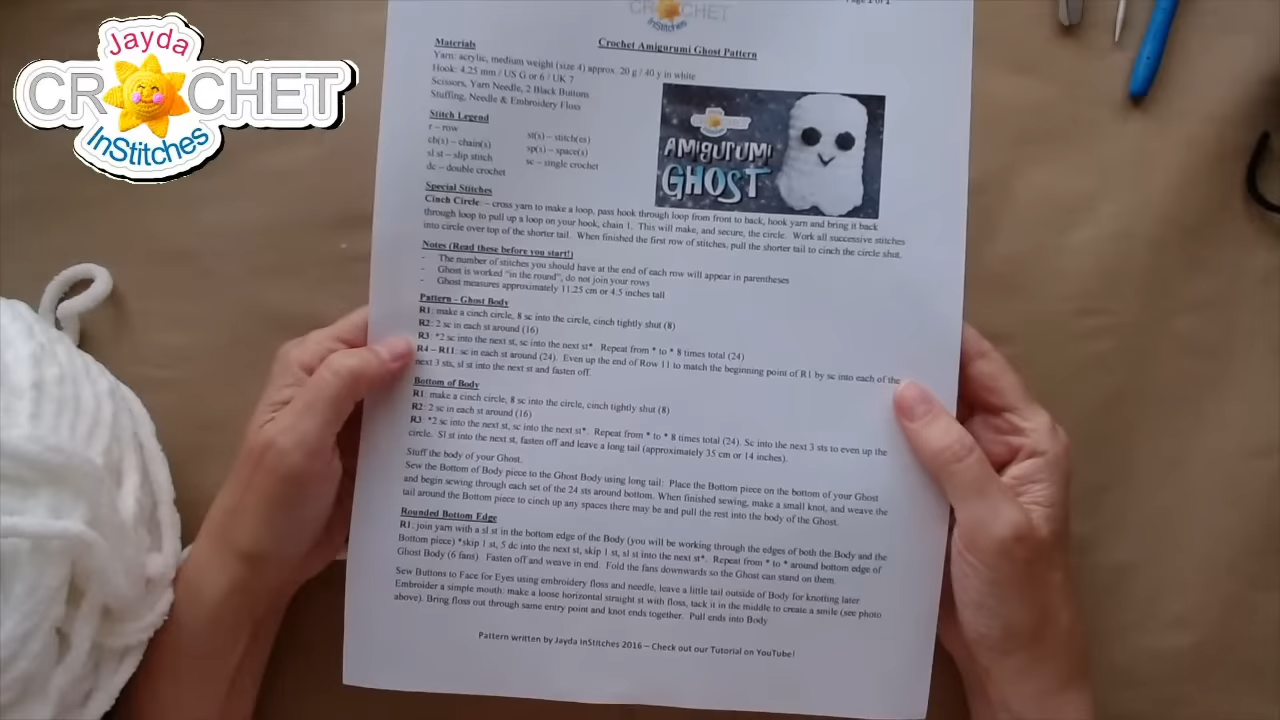 Jayda
CROCHET
InStitches
Page 1 of 1
CROCHET
InStitches
Crochet Amigurumi Ghost Pattern
Materials
Yarn: acrylic, medium weight (size 4) approx. 20 g / 40 y in white
Hook: 4.25 mm / US G or 6 / UK 7
Scissors, Yarn Needle, 2 Black Buttons
Stuffing, Needle & Embroidery Floss
Stitch Legend
r – row
ch(s) – chain(s)
sl st – slip stitch
dc – double crochet
st(s) – stitch(es)
sp(s) – space(s)
sc – single crochet
AMIGURUMI
GHOST
Special Stitches
Cinch Circle – cross yarn to make a loop, pass hook through loop from front to back, hook yarn and bring it back
through loop to pull up a loop on your hook, chain 1. This will make, and secure, the circle. Work all successive stitches
into circle over top of the shorter tail. When finished the first row of stitches, pull the shorter tail to cinch the circle shut.
Notes (Read these before you start!)
- The number of stitches you should have at the end of each row will appear in parentheses
- Ghost is worked "in the round", do not join your rows
- Ghost measures approximately 11.25 cm or 4.5 inches tall
Pattern - Ghost Body
R1: make a cinch circle, 8 sc into the circle, cinch tightly shut (8)
R2: 2 sc in each st around (16)
R3: *2 sc into the next st, sc into the next st*. Repeat from * to * 8 times total (24)
R4 – R11: sc in each st around (24). Even up the end of Row 11 to match the beginning point of R1 by sc into each of the
next 3 sts, sl st into the next st and fasten off.
Bottom of Body
R1: make a cinch circle, 8 sc into the circle, cinch tightly shut (8)
R2: 2 sc in each st around (16)
R3: *2 sc into the next st, sc into the next st*. Repeat from * to * 8 times total (24). Sc into the next 3 sts to even up the
circle. Sl st into the next st, fasten off and leave a long tail (approximately 35 cm or 14 inches).
Stuff the body of your Ghost.
Sew the Bottom of Body piece to the Ghost Body using long tail: Place the Bottom piece on the bottom of your Ghost
and begin sewing through each set of the 24 sts around bottom. When finished sewing, make a small knot, and weave the
tail around the Bottom piece to cinch up any spaces there may be and pull the rest into the body of the Ghost.
Rounded Bottom Edge
R1: join yarn with a sl st in the bottom edge of the Body (you will be working through the edges of both the Body and the
Bottom piece) *skip 1 st, 5 dc into the next st, skip 1 st, sl st into the next st*. Repeat from * to * around bottom edge of
Ghost Body (6 fans). Fasten off and weave in end. Fold the fans downwards so the Ghost can stand on them.
Sew Buttons to Face for Eyes using embroidery floss and needle, leave a little tail outside of Body for knotting later.
Embroider a simple mouth: make a loose horizontal straight st with floss, tack it in the middle to create a smile (see photo
above). Bring floss out through same entry point and knot ends together. Pull ends into Body
Pattern written by Jayda InStitches 2016 – Check out our Tutorial on YouTube!